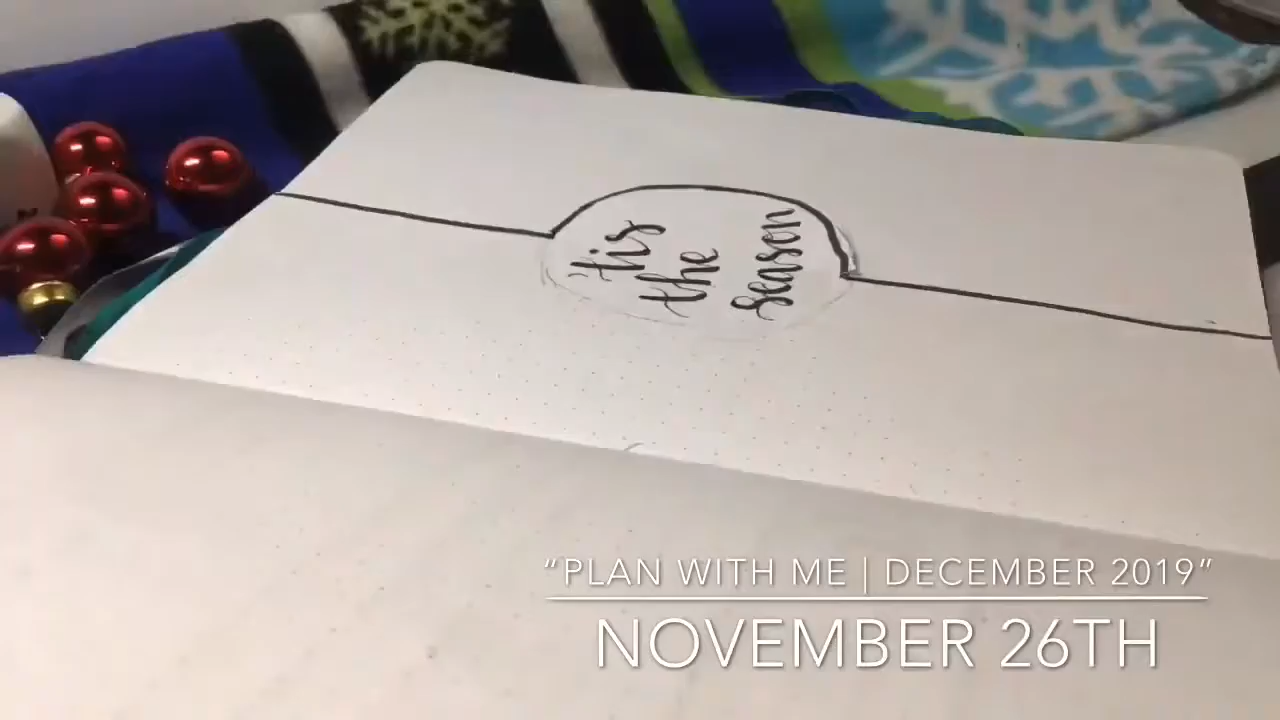 'tis
the
season
“PLAN WITH ME | DECEMBER 2019”
NOVEMBER 26TH